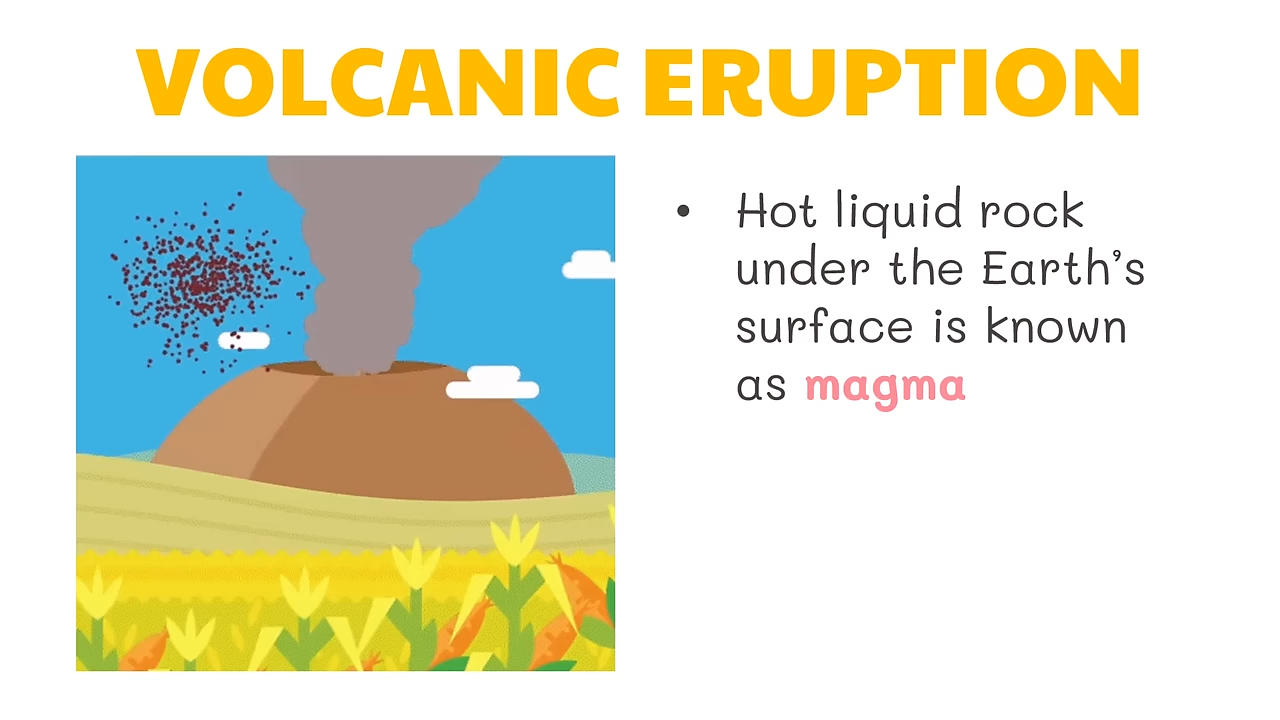 VOLCANIC ERUPTION
• Hot liquid rock
under the Earth’s
surface is known
as magma